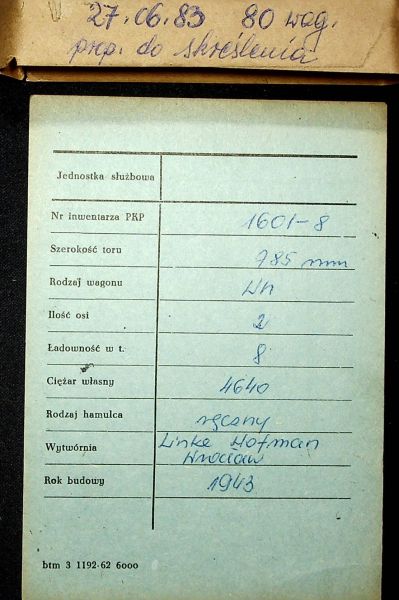 27.06.83 80 wag.
prop. do skreślenia
Jednostka służbowa
Nr inwentarza PKP 1601-8
Szerokość toru 785 mm
Rodzaj wagonu Wn
Ilość osi 2
Ładowność w t. 8
Ciężar własny 4640
Rodzaj hamulca ręczny
Wytwórnia Linke Hofman
Wrocław
Rok budowy 1943
btm 3 1192-62 6000